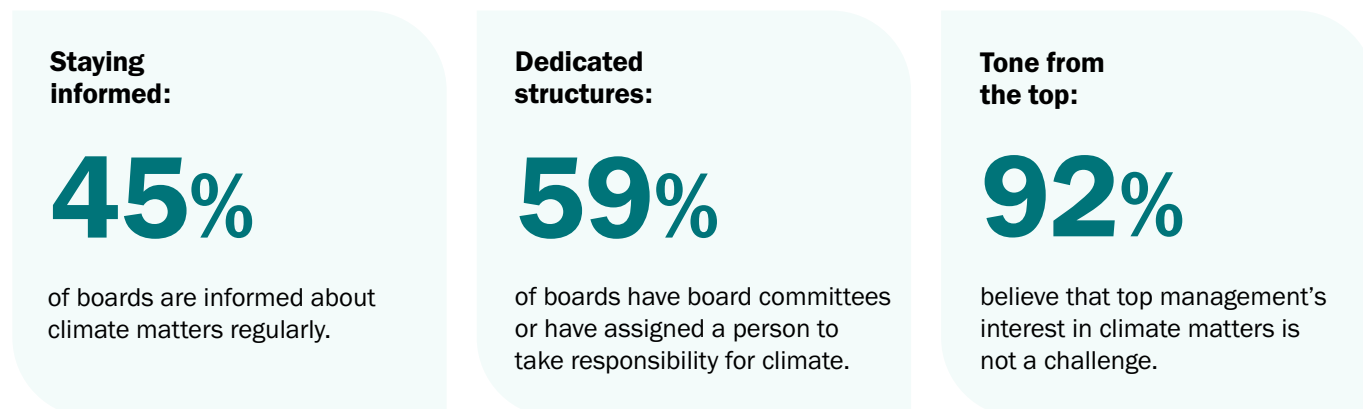 Staying
informed:
45%
of boards are informed about
climate matters regularly.
Dedicated
structures:
59%
of boards have board committees
or have assigned a person to
take responsibility for climate.
Tone from
the top:
92%
believe that top management’s
interest in climate matters is
not a challenge.